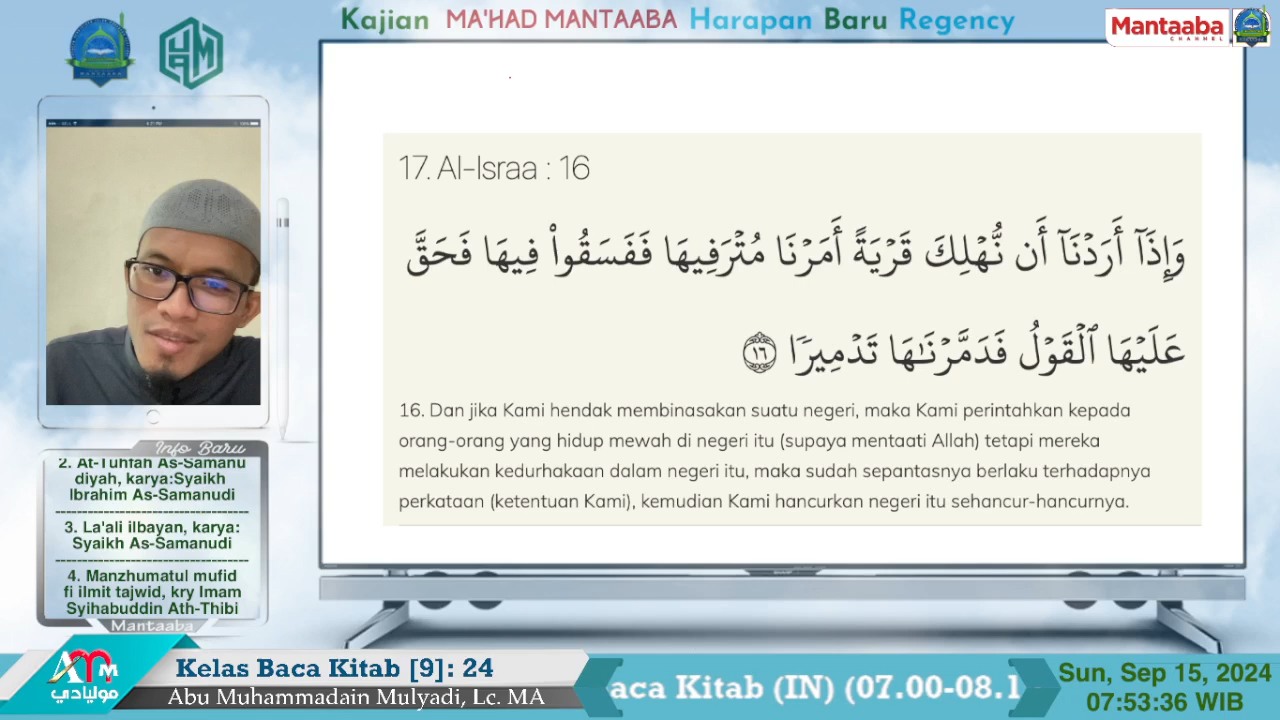 Kajian MA'HAD MANTAABA Harapan Baru Regency
Mantaaba
CHANNEL
17. Al-Israa : 16
وَإِذَآ أَرَدْنَآ أَن نُّهْلِكَ قَرْيَةً أَمَرْنَا مُتْرَفِيهَا فَفَسَقُوا۟ فِيهَا فَحَقَّ
عَلَيْهَا ٱلْقَوْلُ فَدَمَّرْنَـٰهَا تَدْمِيرًا ١٦
16. Dan jika Kami hendak membinasakan suatu negeri, maka Kami perintahkan kepada
orang-orang yang hidup mewah di negeri itu (supaya mentaati Allah) tetapi mereka
melakukan kedurhakaan dalam negeri itu, maka sudah sepantasnya berlaku terhadapnya
perkataan (ketentuan Kami), kemudian Kami hancurkan negeri itu sehancur-hancurnya.
Info Baru
2. At-Tuhfah As-Samanu
diyah, karya:Syaikh
Ibrahim As-Samanudi
3. La'ali ilbayan, karya:
Syaikh As-Samanudi
4. Manzhumatul mufid
fi ilmit tajwid, kry Imam
Syihabuddin Ath-Thibi
Mantaaba
موليادي
Kelas Baca Kitab [9]: 24
Abu Muhammadain Mulyadi, Lc. MA
aca Kitab (IN) (07.00-08.1
Sun, Sep 15, 2024
07:53:36 WIB